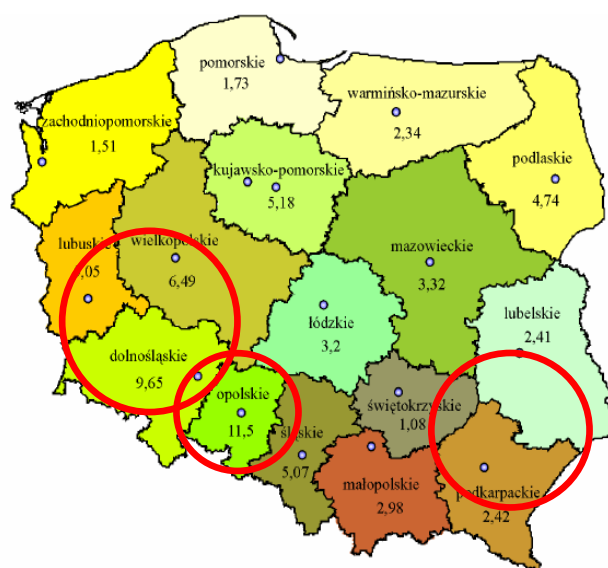 pomorskie
1,73
warmińsko-mazurskie
2,34
zachodniopomorskie
1,51
podlaskie
4,74
kujawsko-pomorskie
5,18
lubuskie
,05
wielkopolskie
6,49
mazowieckie
3,32
łódzkie
3,2
lubelskie
2,41
dolnośląskie
9,65
opolskie
11,5
świętokrzyskie
1,08
śląskie
5,07
małopolskie
2,98
podkarpackie
2,42